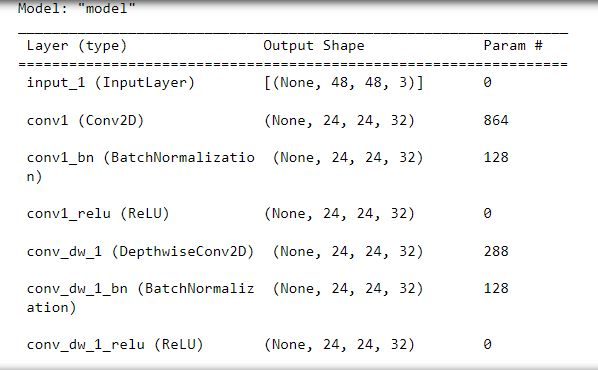 Model: "model"
_________________________________________________________________
Layer (type) Output Shape Param #
=================================================================
input_1 (InputLayer) [(None, 48, 48, 3)] 0
conv1 (Conv2D) (None, 24, 24, 32) 864
conv1_bn (BatchNormalizatio (None, 24, 24, 32) 128
n)
conv1_relu (ReLU) (None, 24, 24, 32) 0
conv_dw_1 (DepthwiseConv2D) (None, 24, 24, 32) 288
conv_dw_1_bn (BatchNormaliz (None, 24, 24, 32) 128
ation)
conv_dw_1_relu (ReLU) (None, 24, 24, 32) 0